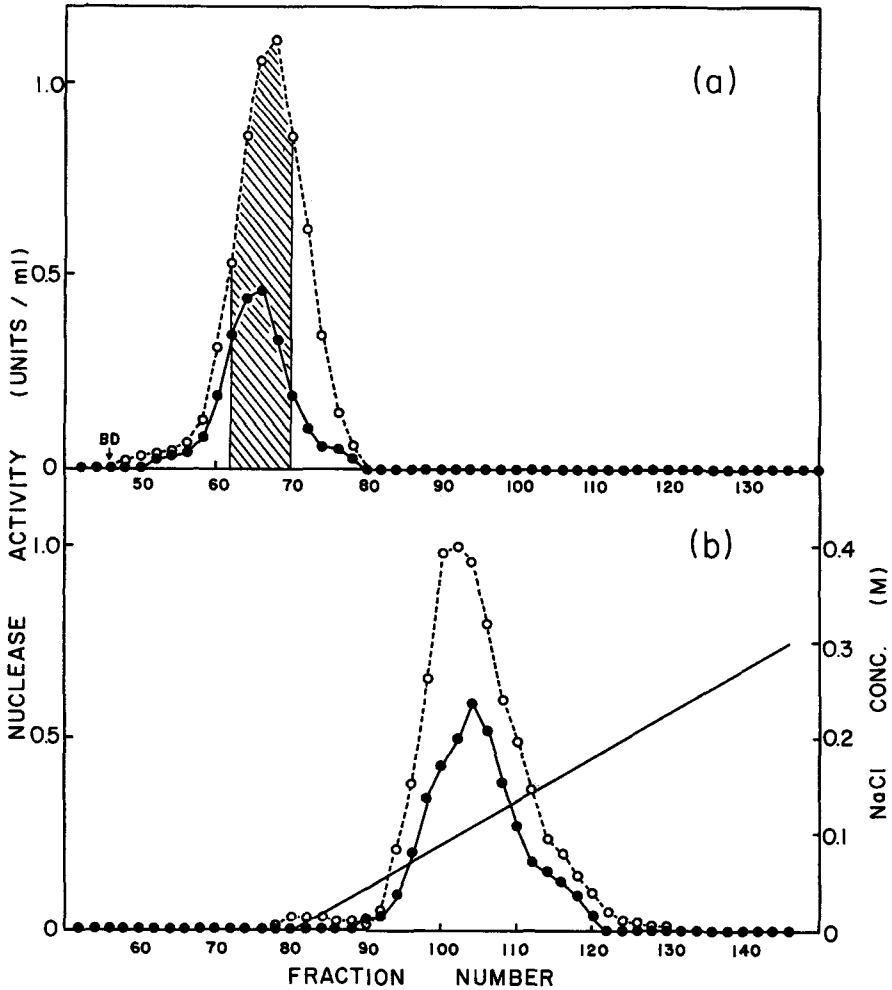 (a)
1.0
0.5
0
BD
50 60 70 80 90 100 110 120 130
NUCLEASE ACTIVITY (UNITS / ml)
(b)
1.0
0.5
0
0.4
0.3
0.2
0.1
0
NaCl CONC. (M)
60 70 80 90 100 110 120 130 140
FRACTION NUMBER